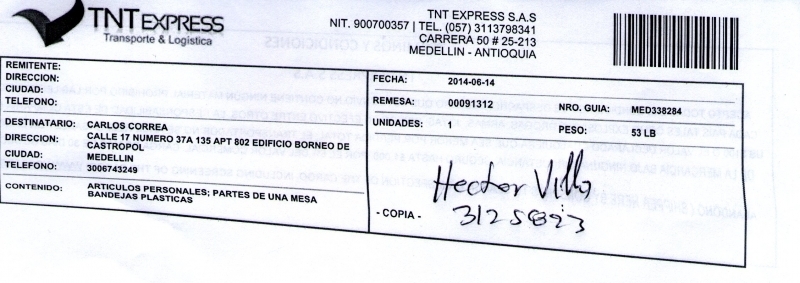 TNT EXPRESS
Transporte & Logistica
TNT EXPRESS S.A.S
NIT. 900700357 | TEL. (057) 3113798341
CARRERA 50 # 25-213
MEDELLIN - ANTIOQUIA
REMITENTE:
DIRECCION:
CIUDAD:
TELEFONO:
DESTINATARIO: CARLOS CORREA
DIRECCION: CALLE 17 NUMERO 37A 135 APT 802 EDIFICIO BORNEO DE
CASTROPOL
CIUDAD: MEDELLIN
TELEFONO: 3006743249
CONTENIDO: ARTICULOS PERSONALES; PARTES DE UNA MESA
BANDEJAS PLASTICAS
FECHA: 2014-06-14
REMESA: 00091312 NRO. GUIA: MED338284
UNIDADES: PESO: 53 LB
Hector
- COPIA -